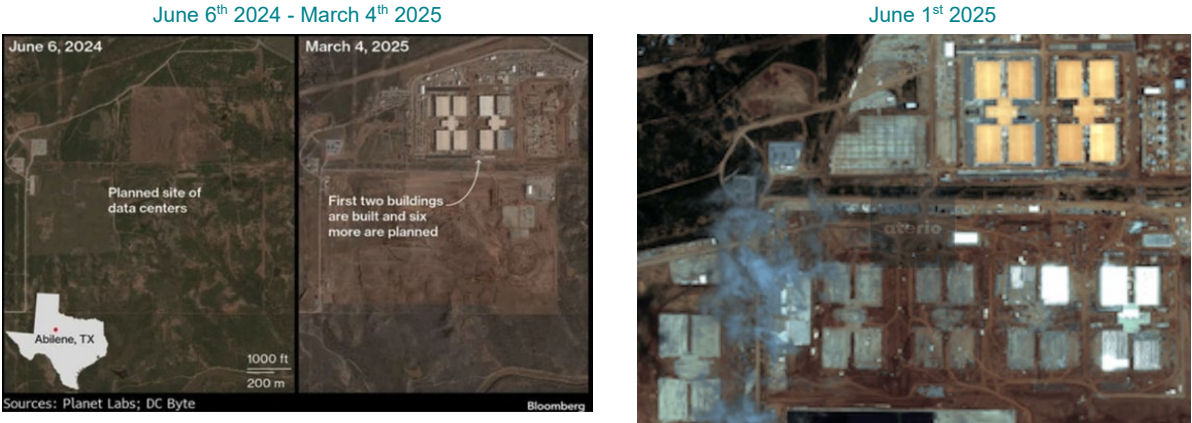 June 6th 2024 - March 4th 2025
June 1st 2025
June 6, 2024
March 4, 2025
Planned site of
data centers
First two buildings
are built and six
more are planned
Abilene, TX
1000 ft
200 m
Sources: Planet Labs; DC Byte
Bloomberg
aterio